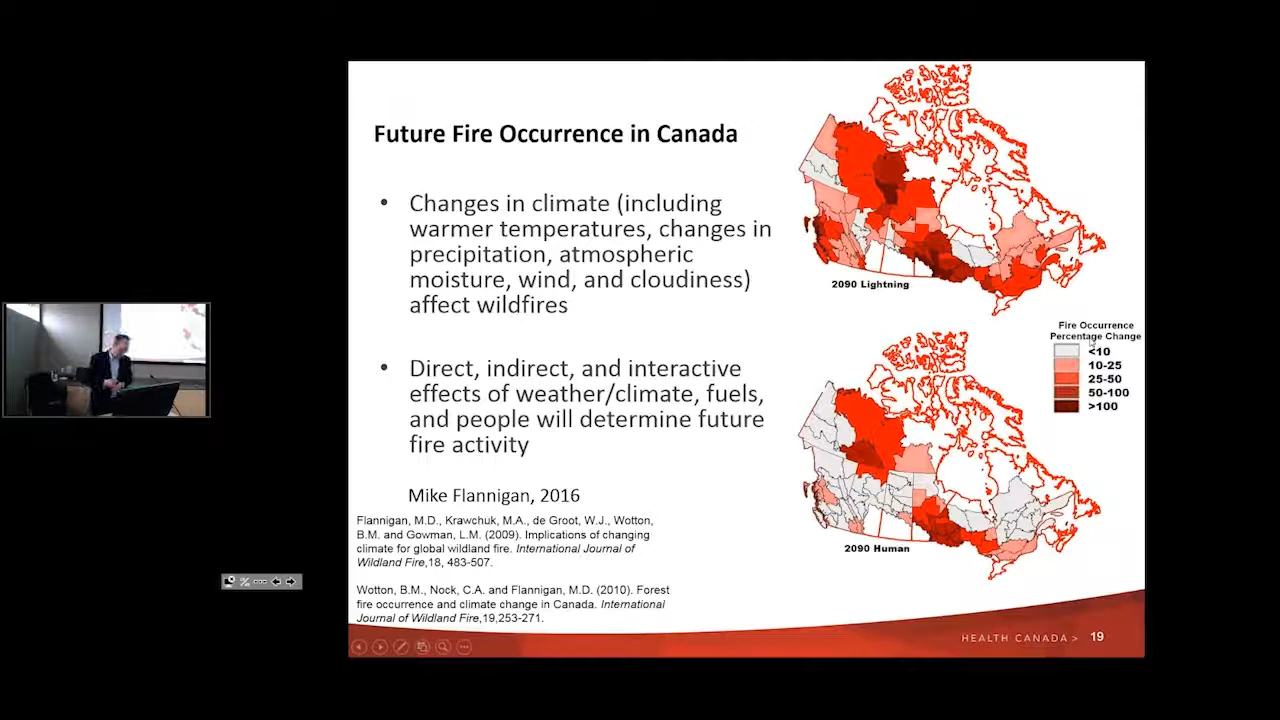 Future Fire Occurrence in Canada
• Changes in climate (including
warmer temperatures, changes in
precipitation, atmospheric
moisture, wind, and cloudiness)
affect wildfires
• Direct, indirect, and interactive
effects of weather/climate, fuels,
and people will determine future
fire activity
Mike Flannigan, 2016
Flannigan, M.D., Krawchuk, M.A., de Groot, W.J., Wotton,
B.M. and Gowman, L.M. (2009). Implications of changing
climate for global wildland fire. International Journal of
Wildland Fire,18, 483-507.
Wotton, B.M., Nock, C.A. and Flannigan, M.D. (2010). Forest
fire occurrence and climate change in Canada. International
Journal of Wildland Fire,19,253-271.
2090 Lightning
Fire Occurrence
Percentage Change
<10
10-25
25-50
50-100
>100
2090 Human
HEALTH CANADA > 19